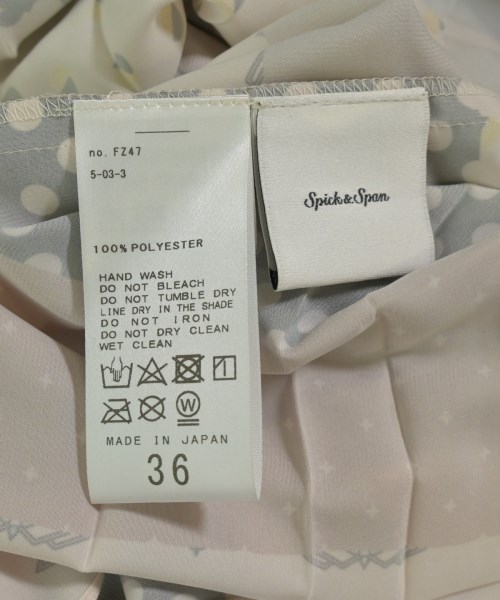 no. FZ47
5-03-3
100% POLYESTER
HAND WASH
DO NOT BLEACH
DO NOT TUMBLE DRY
LINE DRY IN THE SHADE
DO NOT IRON
DO NOT DRY CLEAN
WET CLEAN
W
MADE IN JAPAN
36
Spick&Span